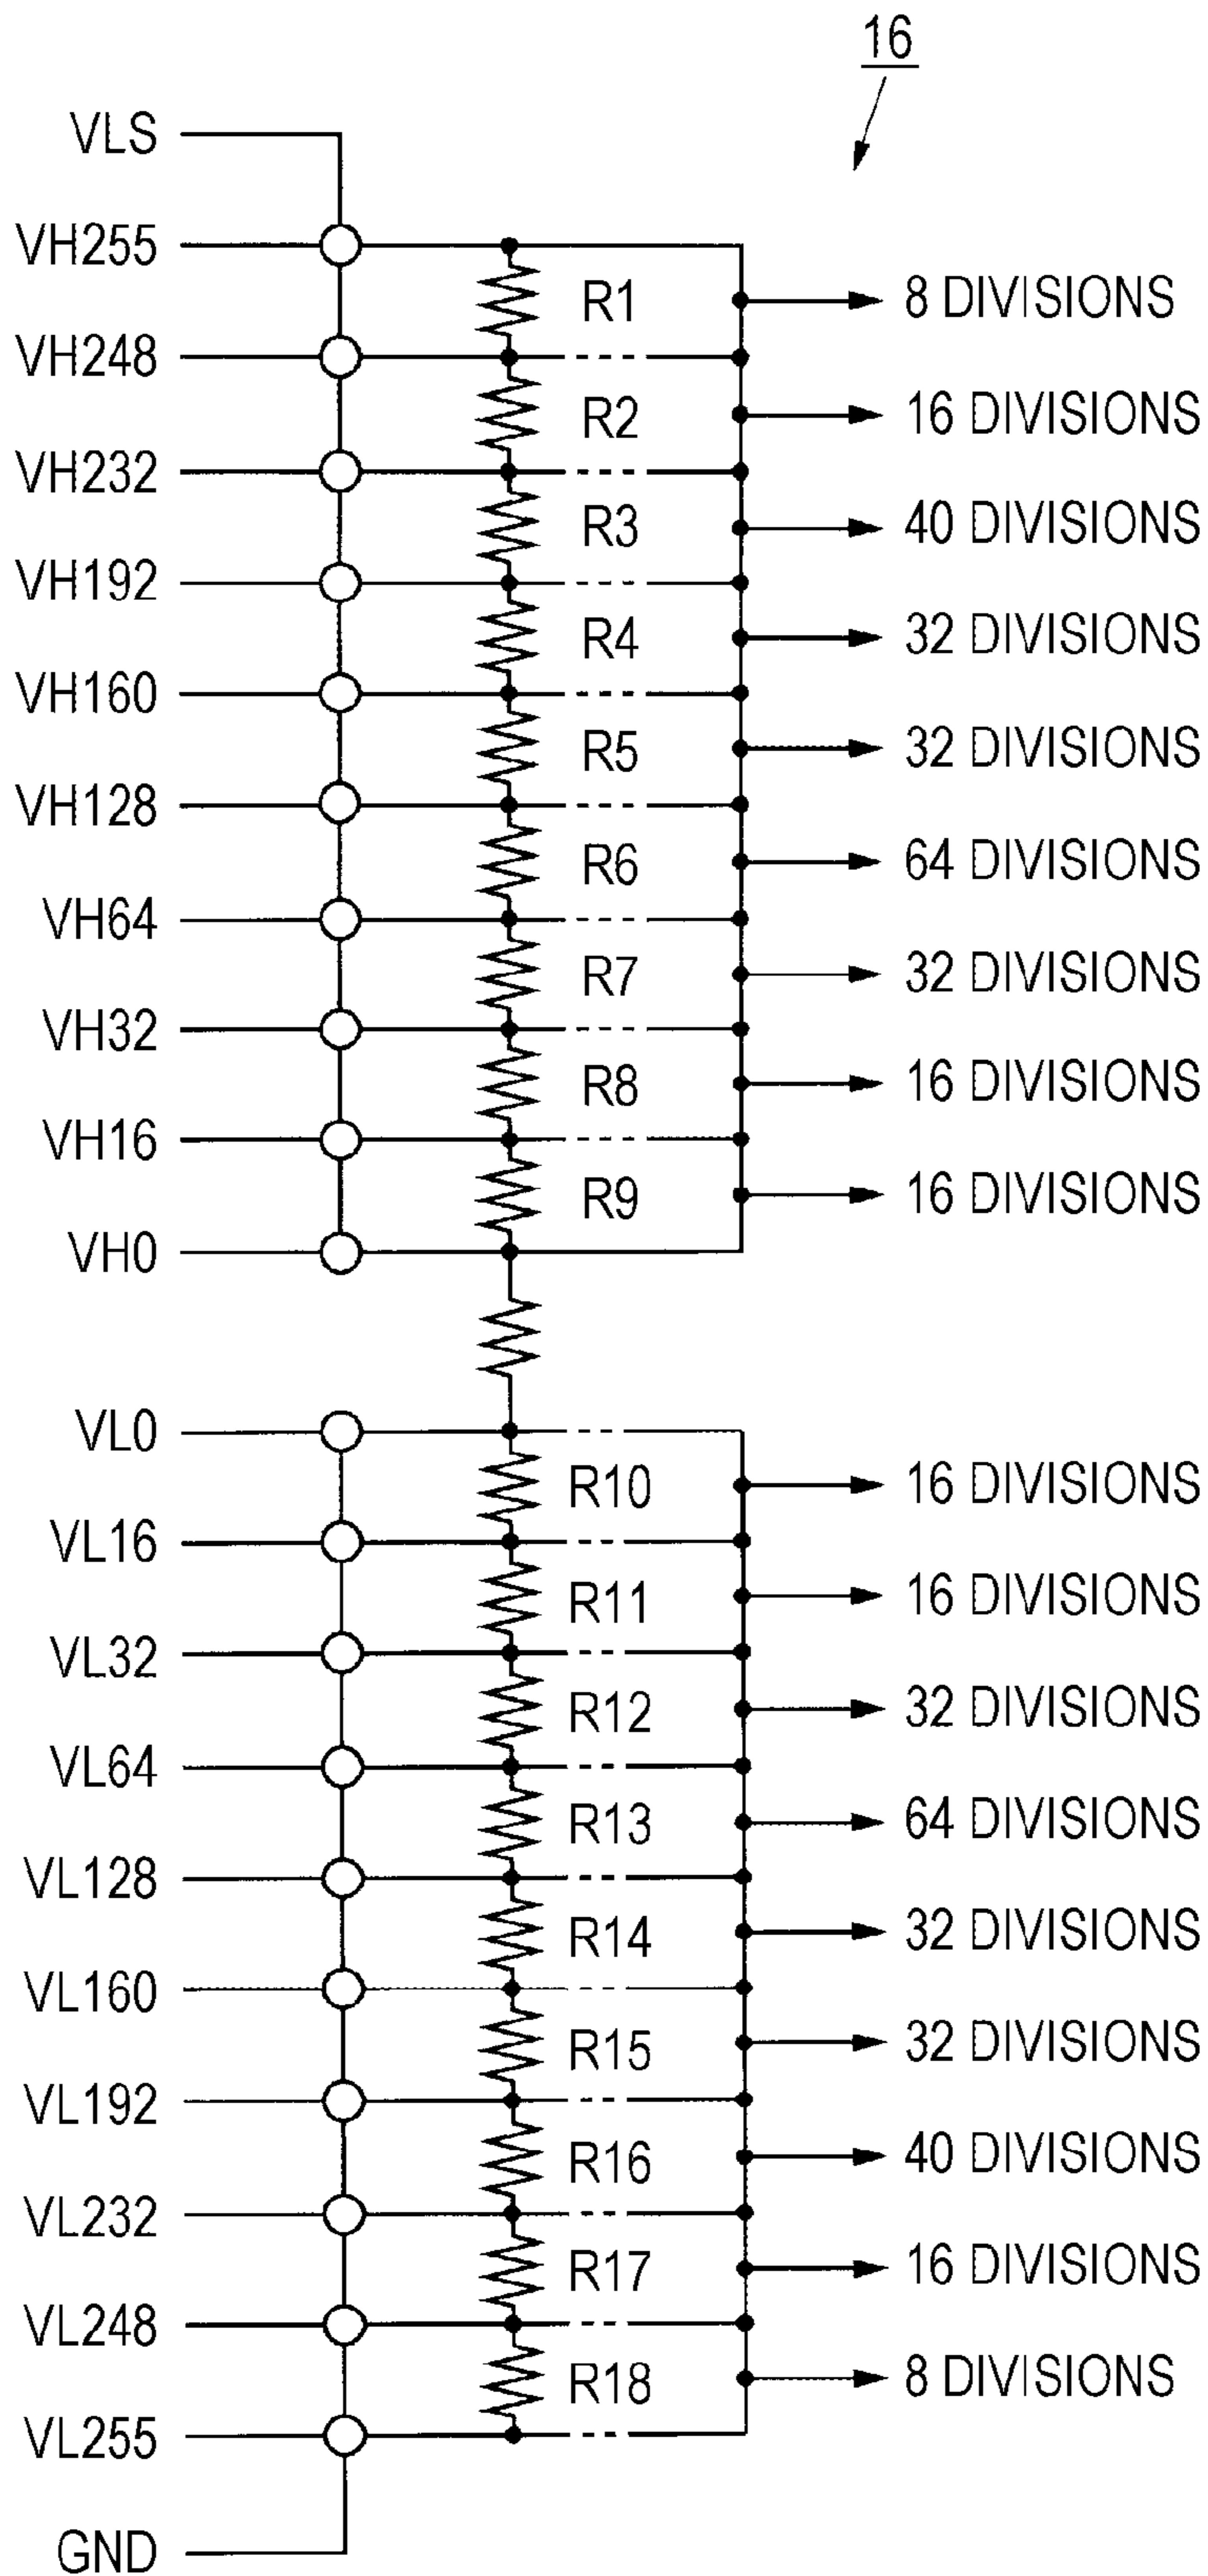 16
VLS
VH255
R1
8 DIVISIONS
VH248
R2
16 DIVISIONS
VH232
R3
40 DIVISIONS
VH192
R4
32 DIVISIONS
VH160
R5
32 DIVISIONS
VH128
R6
64 DIVISIONS
VH64
R7
32 DIVISIONS
VH32
R8
16 DIVISIONS
VH16
R9
16 DIVISIONS
VH0
VL0
R10
16 DIVISIONS
VL16
R11
16 DIVISIONS
VL32
R12
32 DIVISIONS
VL64
R13
64 DIVISIONS
VL128
R14
32 DIVISIONS
VL160
R15
32 DIVISIONS
VL192
R16
40 DIVISIONS
VL232
R17
16 DIVISIONS
VL248
R18
8 DIVISIONS
VL255
GND